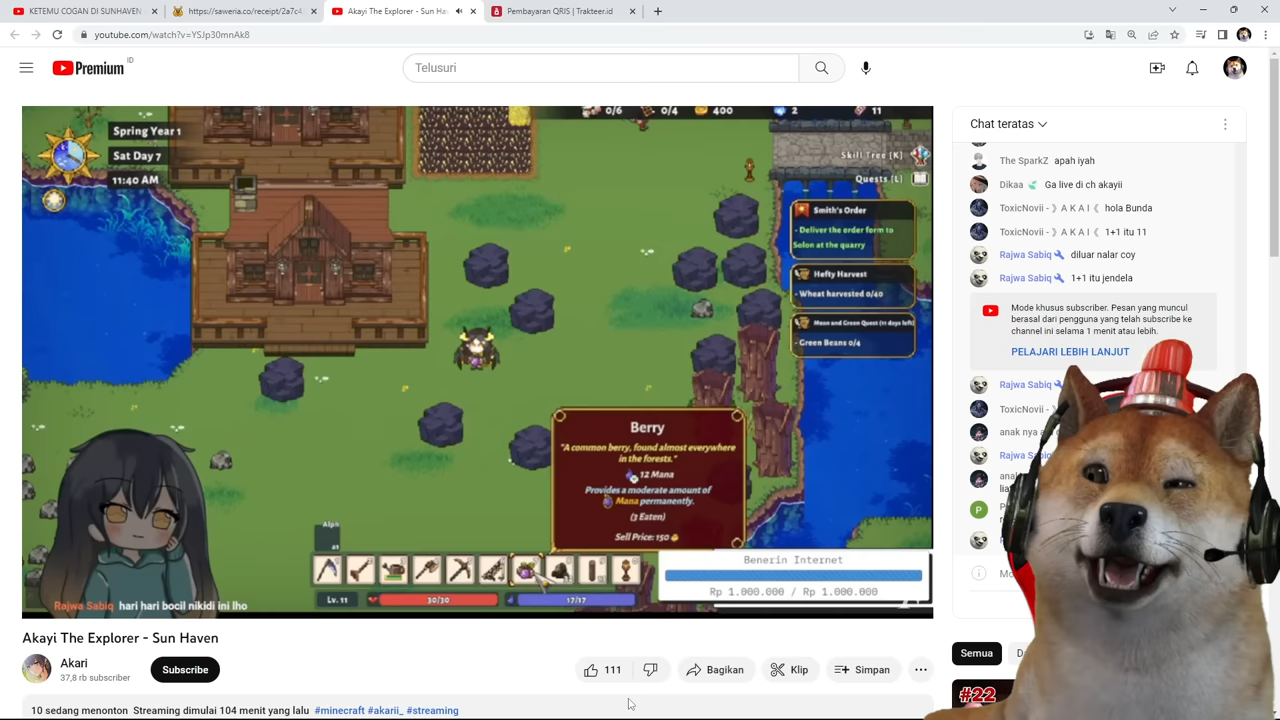 KETEMU COGAN DI SUNHAVEN
https://saweria.co/receipt/2a7c4
Akayi The Explorer - Sun Ha
Pembayaran QRIS | Trakteer.id
youtube.com/watch?v=YSJp30mnAk8
Premium ID
Telusuri
Spring Year 1
Sat Day 7
11:40 AM
0/6
0/4
400
2
11
Skill Tree [K]
Quests [L]
Smith's Order
- Deliver the order form to
Solon at the quarry
Hefty Harvest
- Wheat harvested 0/40
Mean and Green Quest (11 days left)
- Green Beans 0/4
Berry
"A common berry, found almost everywhere
in the forests."
12 Mana
Provides a moderate amount of
Mana permanently.
(3 Eaten)
Sell Price: 150
Alph
Lv. 11
30/30
17/17
Benerin Internet
Rp 1.000.000 / Rp 1.000.000
Rajwa Sabiq hari hari bocil nikidi ini lho
Akayi The Explorer - Sun Haven
Akari
37,8 rb subscriber
Subscribe
111
Bagikan
Klip
Simpan
10 sedang menonton Streaming dimulai 104 menit yang lalu #minecraft #akarii_ #streaming
Chat teratas
The SparkZ apah iyah
Dikaa Ga live di ch akayii
ToxicNovii - 》A K A I《 hola Bunda
ToxicNovii - 》A K A I《 1+1 itu 11
Rajwa Sabiq diluar nalar coy
Rajwa Sabiq 1+1 itu jendela
Mode khusus subscriber. Pesan yang muncul
berasal dari pengguna yang telah subscribe ke
channel ini selama 1 menit atau lebih.
PELAJARI LEBIH LANJUT
Rajwa Sabiq
ToxicNovii -
anak nya
Rajwa
P
Semua
#22